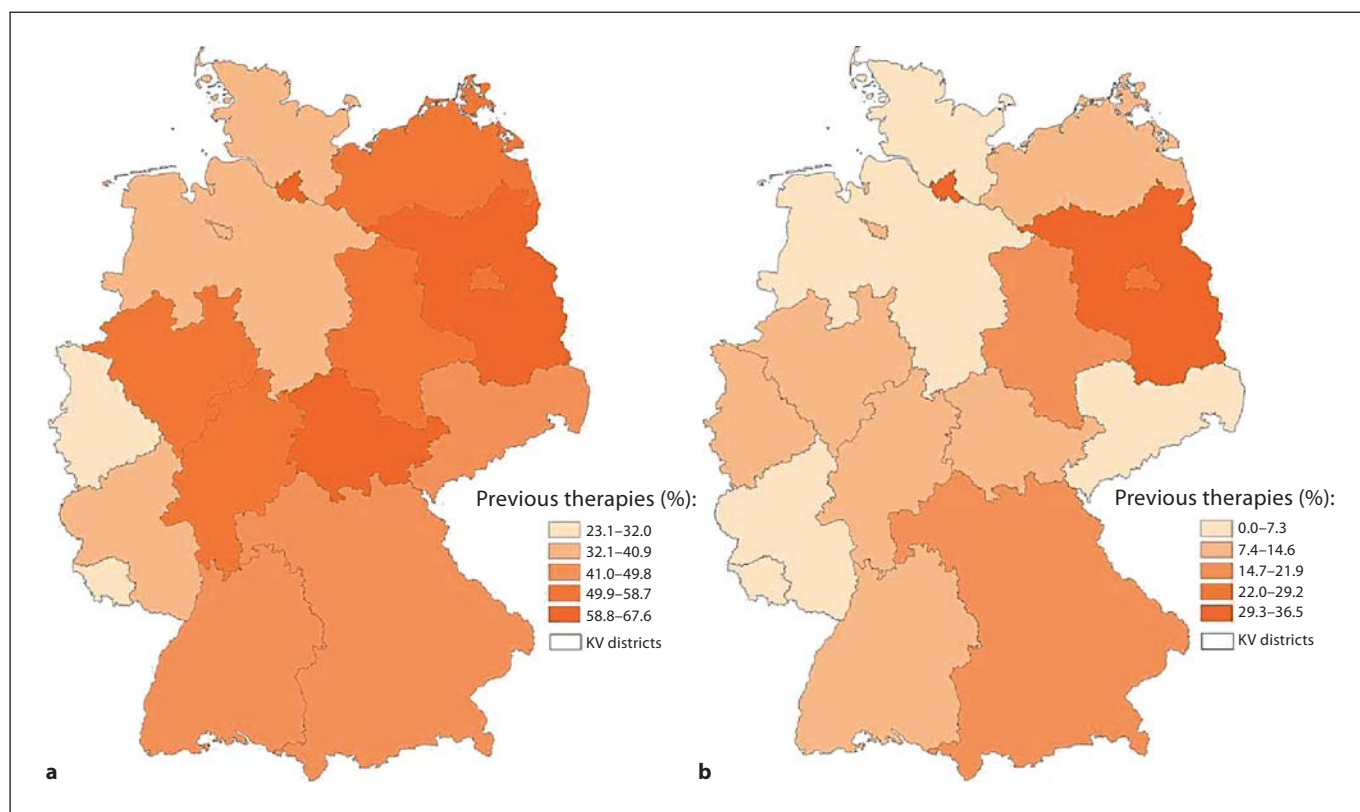 Previous therapies (%):
23.1–32.0
32.1–40.9
41.0–49.8
49.9–58.7
58.8–67.6
KV districts
a
Previous therapies (%):
0.0–7.3
7.4–14.6
14.7–21.9
22.0–29.2
29.3–36.5
KV districts
b